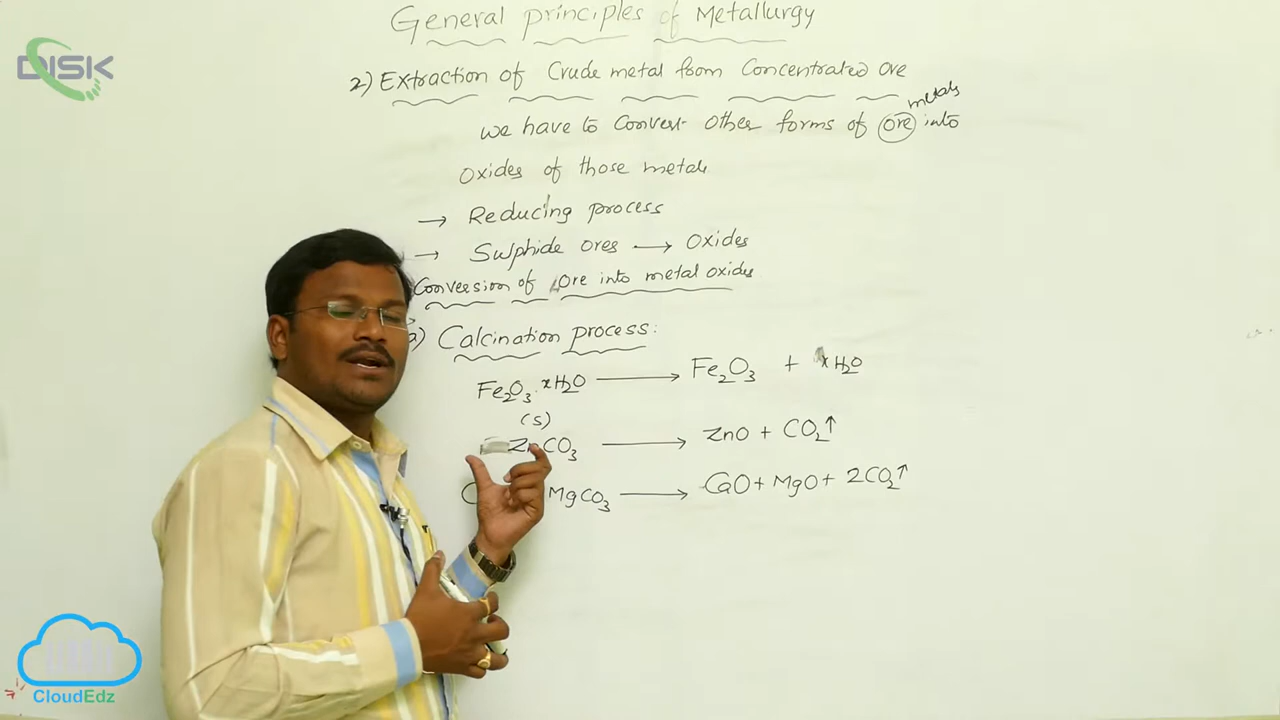 General principles of Metallurgy
DISK
2) Extraction of Crude metal from Concentrated Ore
metals
We have to Convert Other forms of ore into
Oxides of those metals
→ Reducing process
→ Sulphide ores → Oxides
Conversion of Ore into metal oxides
a) Calcination process:
Fe₂O₃.xH₂O → Fe₂O₃ + xH₂O
(s)
ZnCO₃ → ZnO + CO₂↑
MgCO₃ → CaO + MgO + 2CO₂↑
CloudEdz